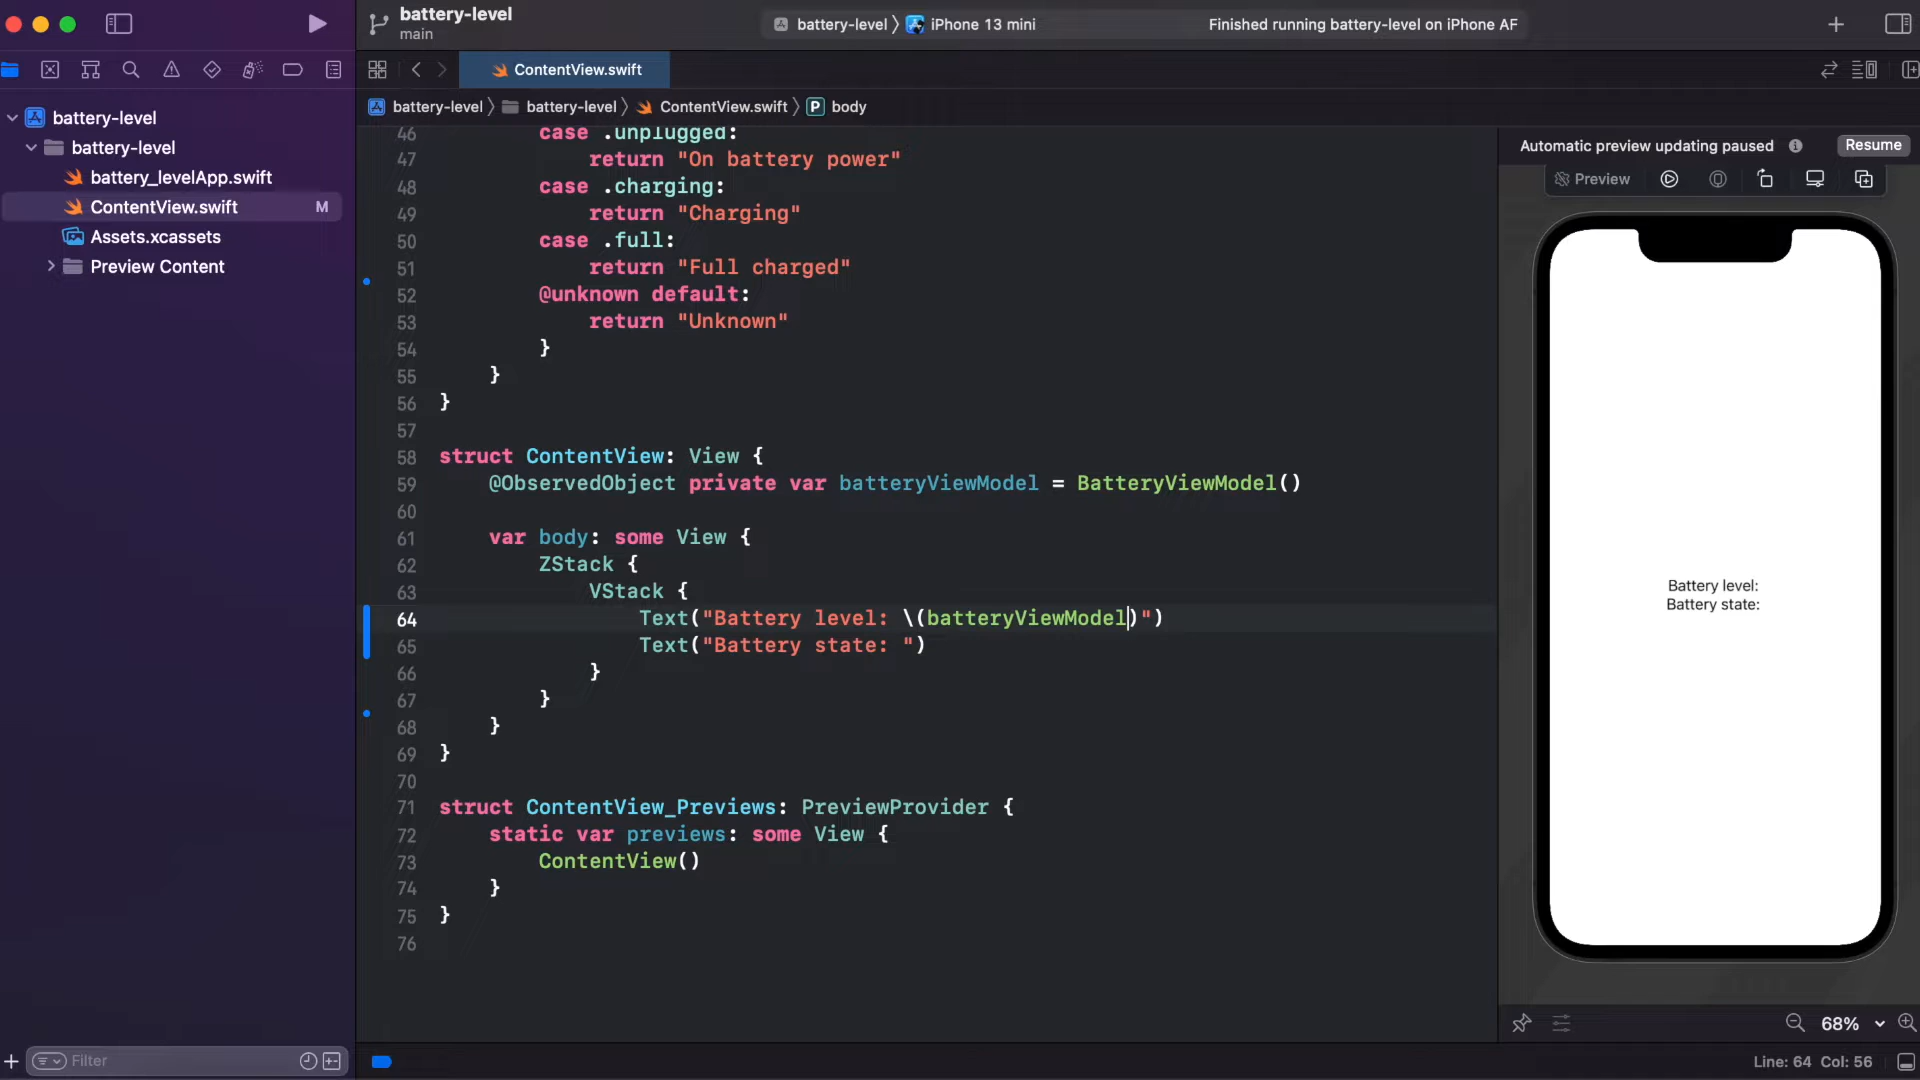 battery-level
main
battery-level
iPhone 13 mini
Finished running battery-level on iPhone AF
ContentView.swift
battery-level
battery-level
ContentView.swift
P
body
battery-level
battery-level
battery_levelApp.swift
ContentView.swift
M
Assets.xcassets
Preview Content
46 case .unplugged:
47 return "On battery power"
48 case .charging:
49 return "Charging"
50 case .full:
51 return "Full charged"
52 @unknown default:
53 return "Unknown"
54 }
55 }
56 }
57
58 struct ContentView: View {
59 @ObservedObject private var batteryViewModel = BatteryViewModel()
60
61 var body: some View {
62 ZStack {
63 VStack {
64 Text("Battery level: \(batteryViewModel)")
65 Text("Battery state: ")
66 }
67 }
68 }
69 }
70
71 struct ContentView_Previews: PreviewProvider {
72 static var previews: some View {
73 ContentView()
74 }
75 }
76
Automatic preview updating paused
Resume
Preview
Battery level:
Battery state:
68%
Filter
Line: 64 Col: 56